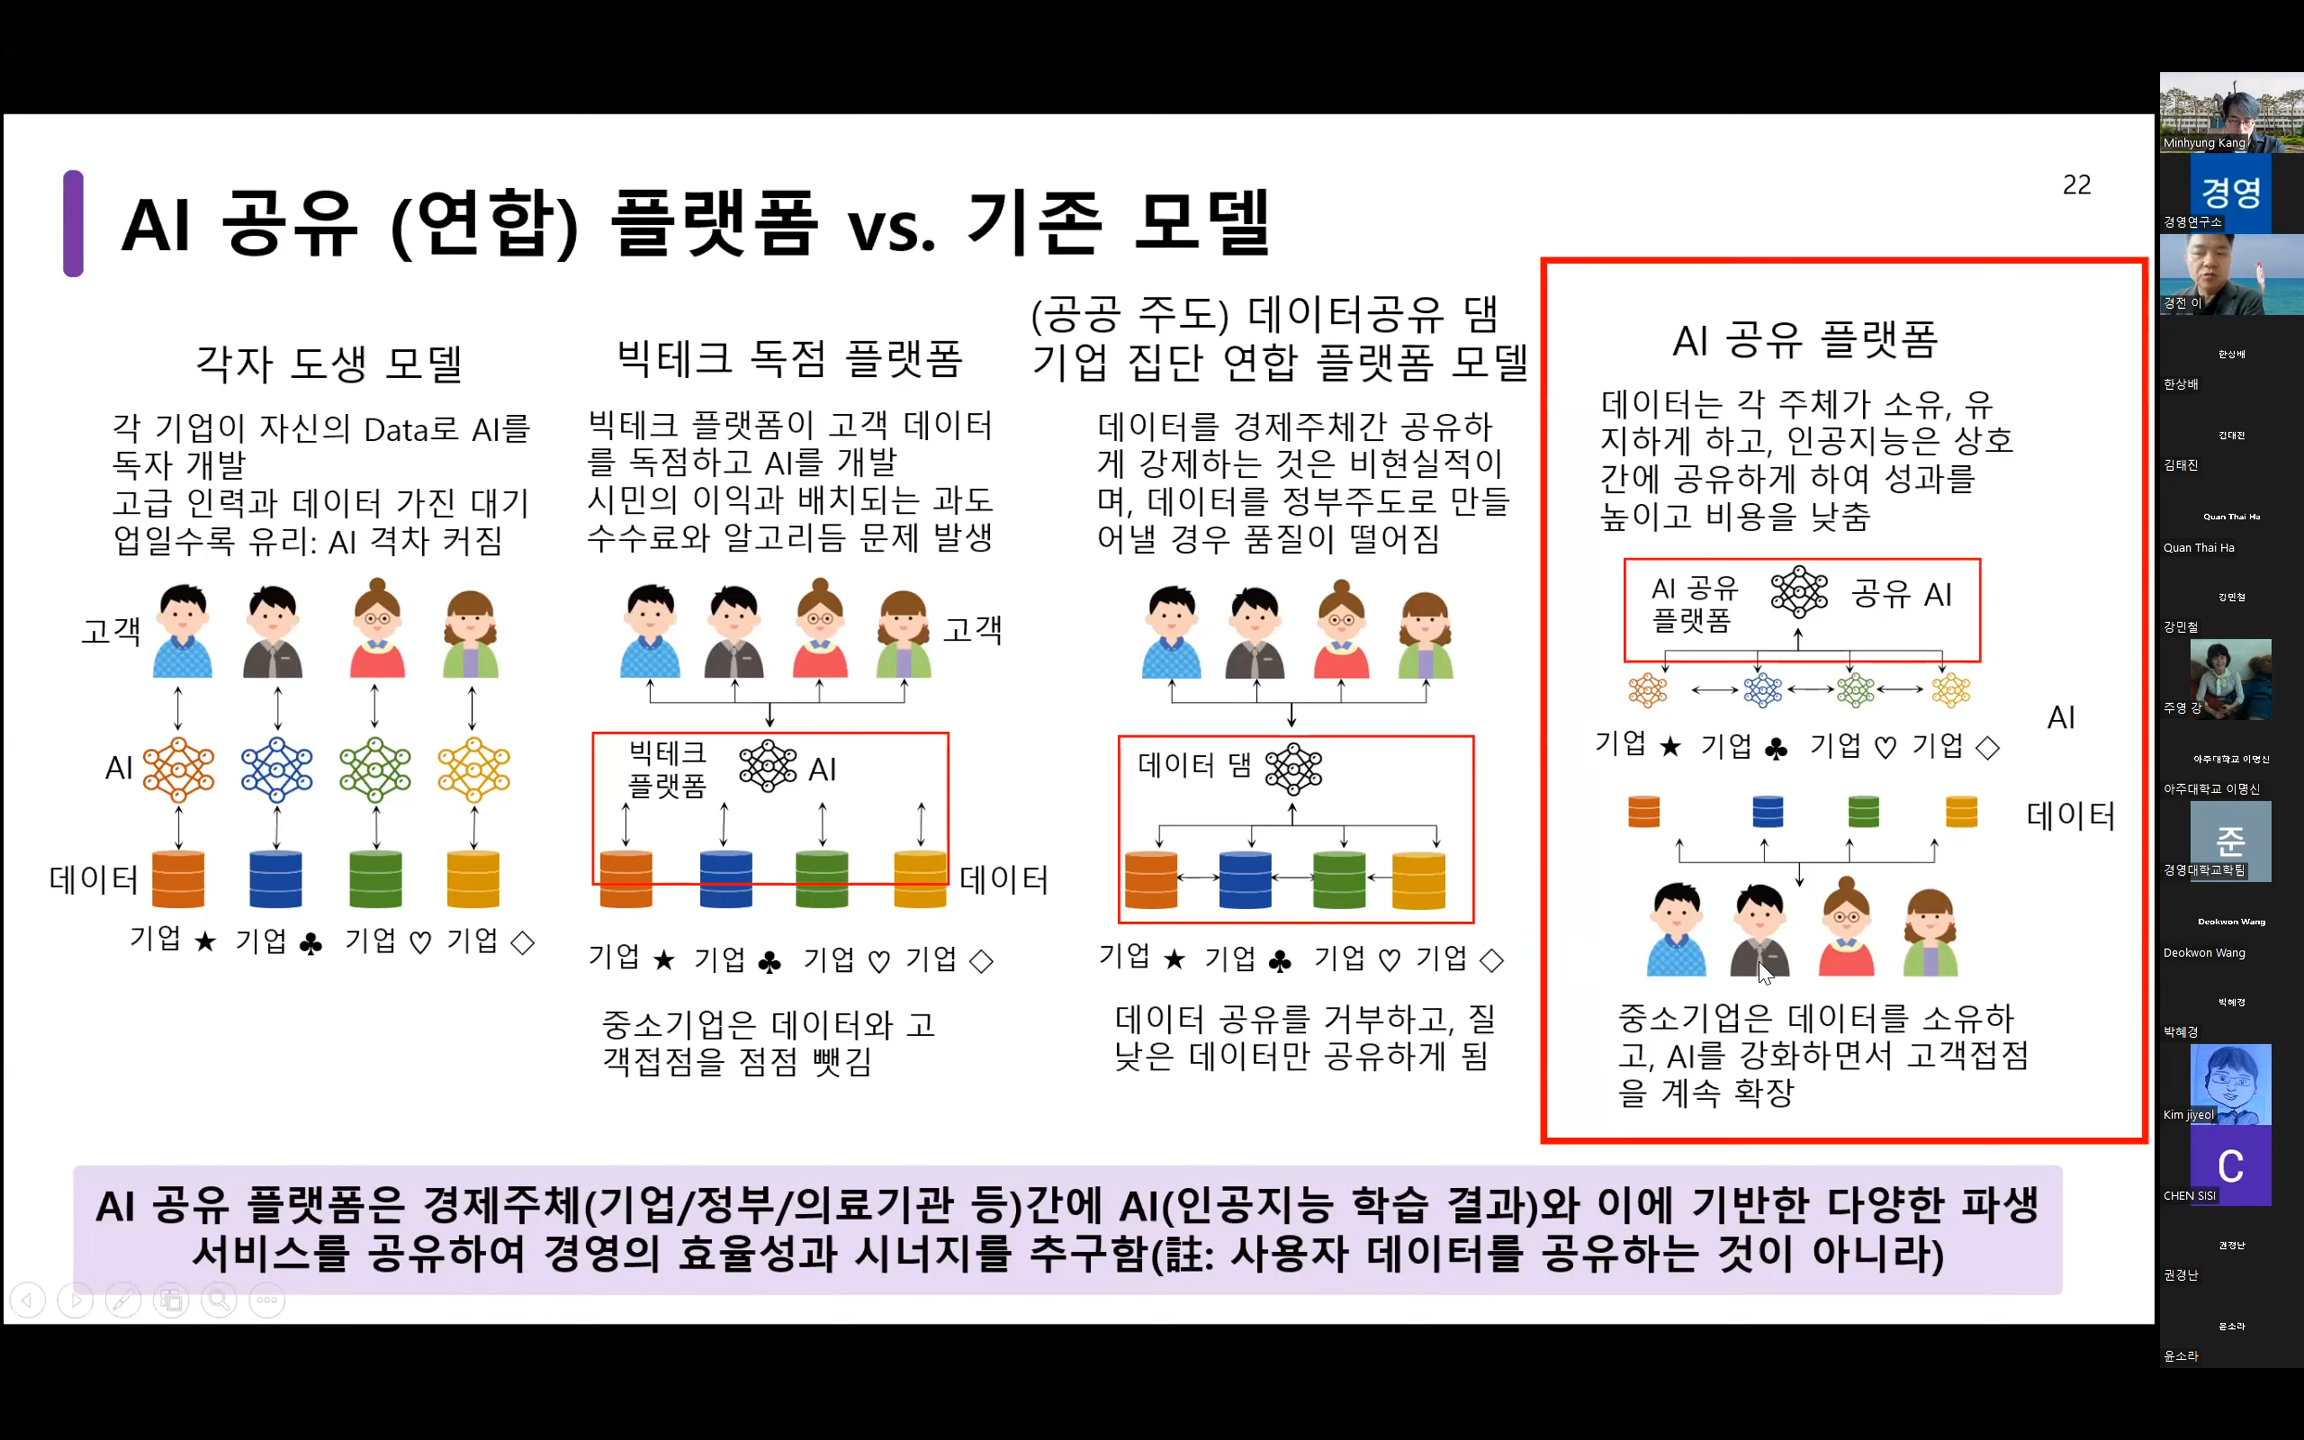 AI 공유 (연합) 플랫폼 vs. 기존 모델
22
각자 도생 모델
각 기업이 자신의 Data로 AI를
독자 개발
고급 인력과 데이터 가진 대기
업일수록 유리: AI 격차 커짐
고객
AI
데이터
기업 ★ 기업 ♣ 기업 ♡ 기업 ◇
빅테크 독점 플랫폼
빅테크 플랫폼이 고객 데이터
를 독점하고 AI를 개발
시민의 이익과 배치되는 과도
수수료와 알고리듬 문제 발생
고객
빅테크
플랫폼
AI
데이터
기업 ★ 기업 ♣ 기업 ♡ 기업 ◇
중소기업은 데이터와 고
객접점을 점점 뺏김
(공공 주도) 데이터공유 댐
기업 집단 연합 플랫폼 모델
데이터를 경제주체간 공유하
게 강제하는 것은 비현실적이
며, 데이터를 정부주도로 만들
어낼 경우 품질이 떨어짐
데이터 댐
기업 ★ 기업 ♣ 기업 ♡ 기업 ◇
데이터 공유를 거부하고, 질
낮은 데이터만 공유하게 됨
AI 공유 플랫폼
데이터는 각 주체가 소유, 유
지하게 하고, 인공지능은 상호
간에 공유하게 하여 성과를
높이고 비용을 낮춤
AI 공유
플랫폼
공유 AI
AI
기업 ★ 기업 ♣ 기업 ♡ 기업 ◇
데이터
중소기업은 데이터를 소유하
고, AI를 강화하면서 고객접점
을 계속 확장
AI 공유 플랫폼은 경제주체(기업/정부/의료기관 등)간에 AI(인공지능 학습 결과)와 이에 기반한 다양한 파생
서비스를 공유하여 경영의 효율성과 시너지를 추구함(註: 사용자 데이터를 공유하는 것이 아니라)
Minhyung Kang
경영
경영연구소
경전 이
한상배
한상배
김태진
김태진
Quan Thai Ha
Quan Thai Ha
강민철
강민철
주영 강
아주대학교 이명신
아주대학교 이명신
준
경영대학교학팀
Deokwon Wang
Deokwon Wang
박혜경
박혜경
Kim jiyeol
C
CHEN SISI
권경난
권경난
윤소라
윤소라